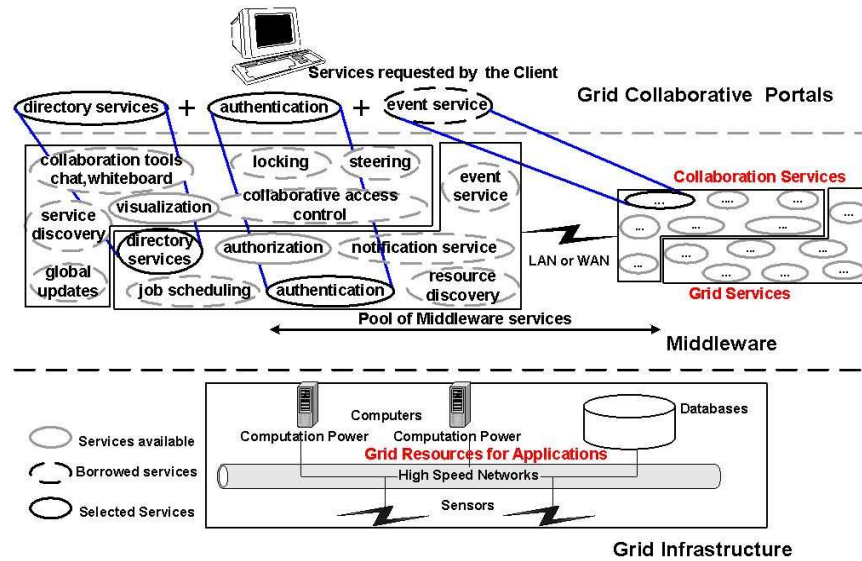 Services requested by the Client
directory services + authentication + event service
Grid Collaborative Portals
collaboration tools
chat,whiteboard
locking
steering
event
service
Collaboration Services
visualization
collaborative access
control
service
discovery
directory
services
authorization
notification service
LAN or WAN
global
updates
job scheduling
authentication
resource
discovery
Grid Services
... .... ...
... ... ... ...
... ... ... ...
... ... ... ...
Pool of Middleware services
Middleware
Computers
Databases
Computation Power
Computation Power
Grid Resources for Applications
High Speed Networks
Sensors
Services available
Borrowed services
Selected Services
Grid Infrastructure